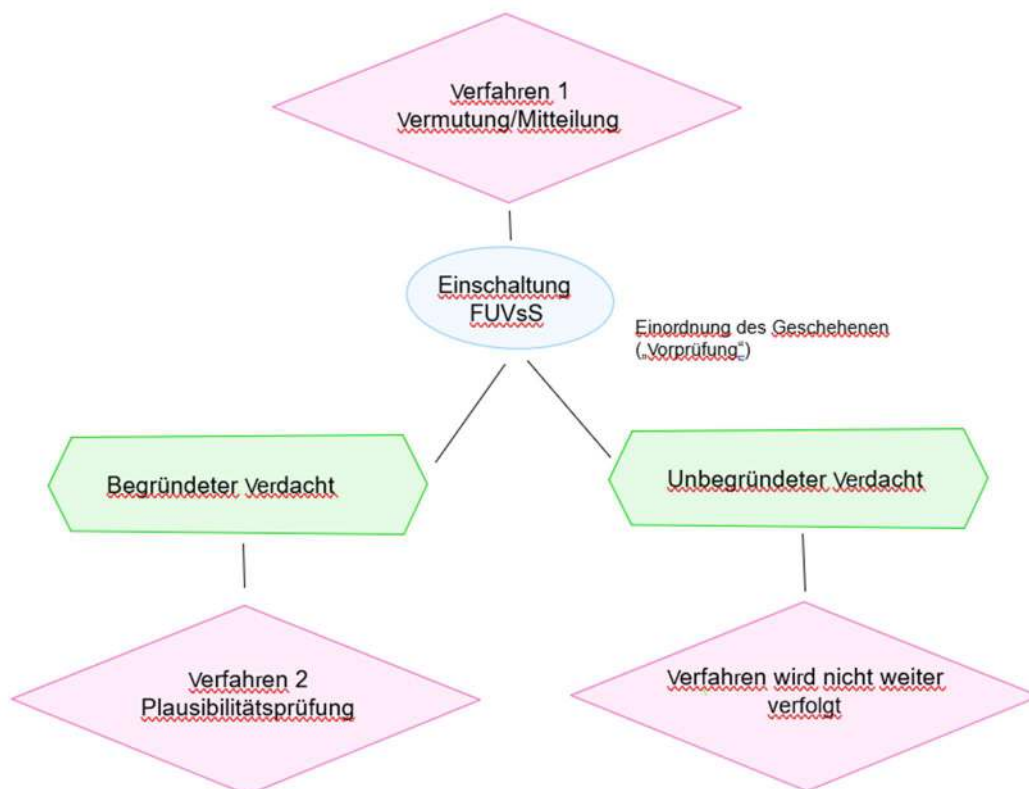 Verfahren 1
Vermutung/Mitteilung
Einschaltung
FUVsS
Einordnung des Geschehenen
(„Vorprüfung“)
Begründeter Verdacht
Unbegründeter Verdacht
Verfahren 2
Plausibilitätsprüfung
Verfahren wird nicht weiter
verfolgt